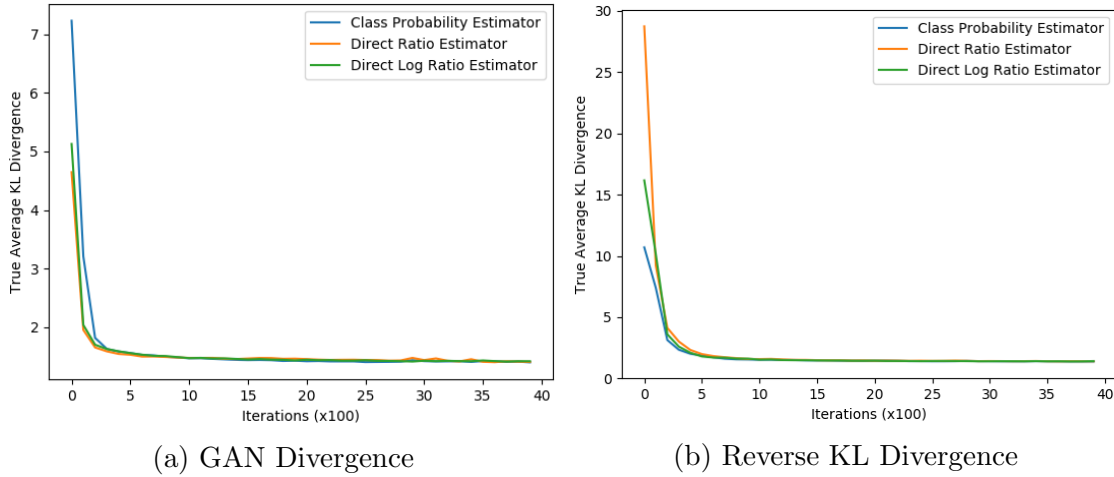 Class Probability Estimator
Direct Ratio Estimator
Direct Log Ratio Estimator
7
6
5
4
3
2
True Average KL Divergence
0 5 10 15 20 25 30 35 40
Iterations (x100)
(a) GAN Divergence
Class Probability Estimator
Direct Ratio Estimator
Direct Log Ratio Estimator
30
25
20
15
10
5
0
True Average KL Divergence
0 5 10 15 20 25 30 35 40
Iterations (x100)
(b) Reverse KL Divergence